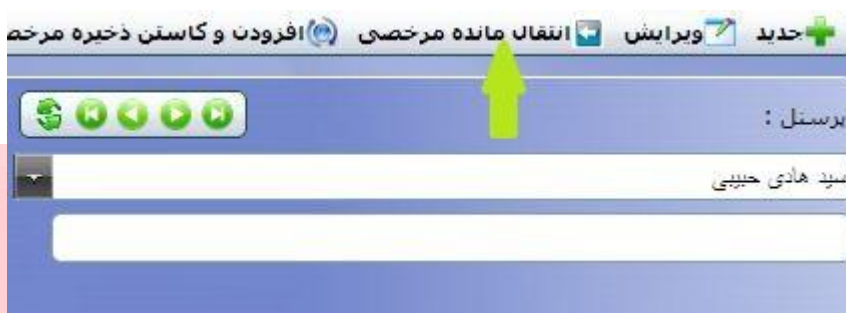 جدید ویرایش انتقال مانده مرخصی افزودن و کاستن ذخیره مرخص
پرسنل :
سید هادی حبیبی